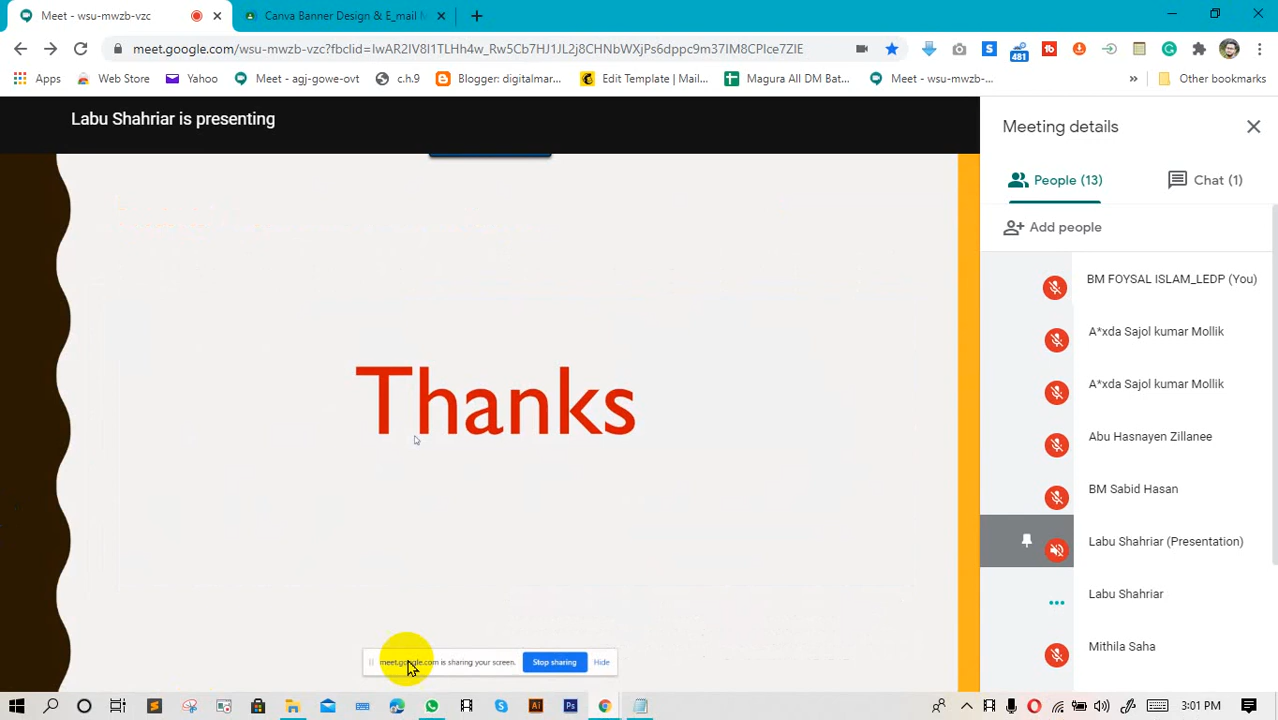 Meet - wsu-mwzb-vzc
Canva Banner Design & E_mail M
meet.google.com/wsu-mwzb-vzc?fbclid=IwAR2IV8I1TLHh4w_Rw5Cb7HJ1JL2j8CHNbWXjPs6dppc9m37IM8CPIce7ZIE
481
Apps
Web Store
Yahoo
Meet - agj-gowe-ovt
c.h.9
Blogger: digitalmar...
Edit Template | Mail...
Magura All DM Bat...
Meet - wsu-mwzb-...
»
Other bookmarks
Labu Shahriar is presenting
Meeting details
People (13)
Chat (1)
Add people
BM FOYSAL ISLAM_LEDP (You)
A*xda Sajol kumar Mollik
A*xda Sajol kumar Mollik
Abu Hasnayen Zillanee
BM Sabid Hasan
Labu Shahriar (Presentation)
Labu Shahriar
Mithila Saha
Thanks
meet.google.com is sharing your screen.
Stop sharing
Hide
3:01 PM